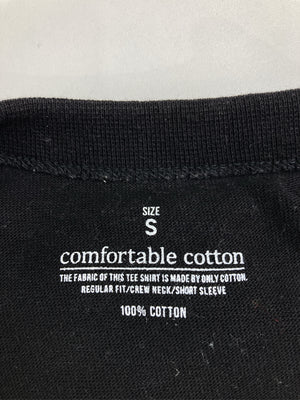 SIZE
S
comfortable cotton
THE FABRIC OF THIS TEE SHIRT IS MADE BY ONLY COTTON.
REGULAR FIT/CREW NECK/SHORT SLEEVE
100% COTTON